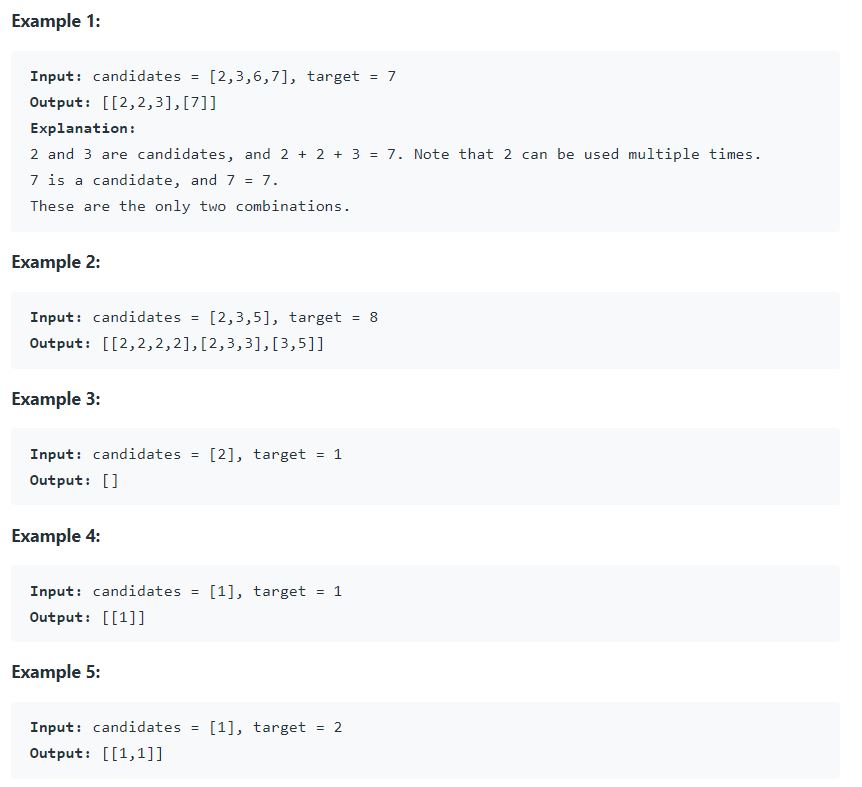 Example 1:
Input: candidates = [2,3,6,7], target = 7
Output: [[2,2,3],[7]]
Explanation:
2 and 3 are candidates, and 2 + 2 + 3 = 7. Note that 2 can be used multiple times.
7 is a candidate, and 7 = 7.
These are the only two combinations.
Example 2:
Input: candidates = [2,3,5], target = 8
Output: [[2,2,2,2],[2,3,3],[3,5]]
Example 3:
Input: candidates = [2], target = 1
Output: []
Example 4:
Input: candidates = [1], target = 1
Output: [[1]]
Example 5:
Input: candidates = [1], target = 2
Output: [[1,1]]